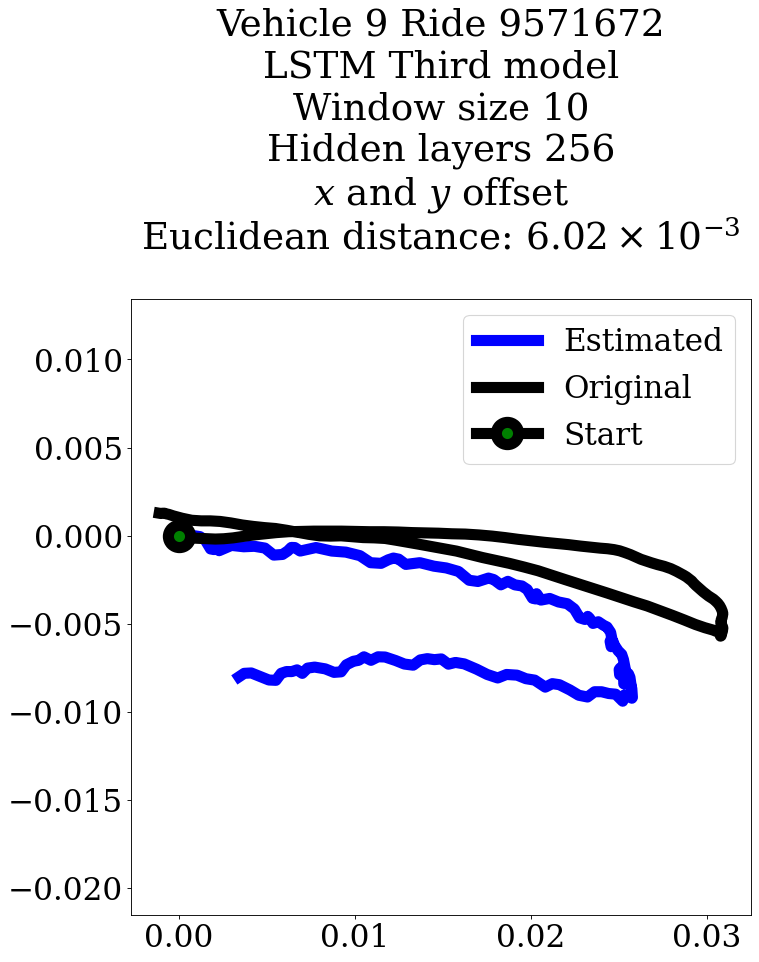 Vehicle 9 Ride 9571672
LSTM Third model
Window size 10
Hidden layers 256
x and y offset
Euclidean distance: 6.02 × 10⁻³
Estimated
Original
Start
0.010
0.005
0.000
−0.005
−0.010
−0.015
−0.020
0.00 0.01 0.02 0.03